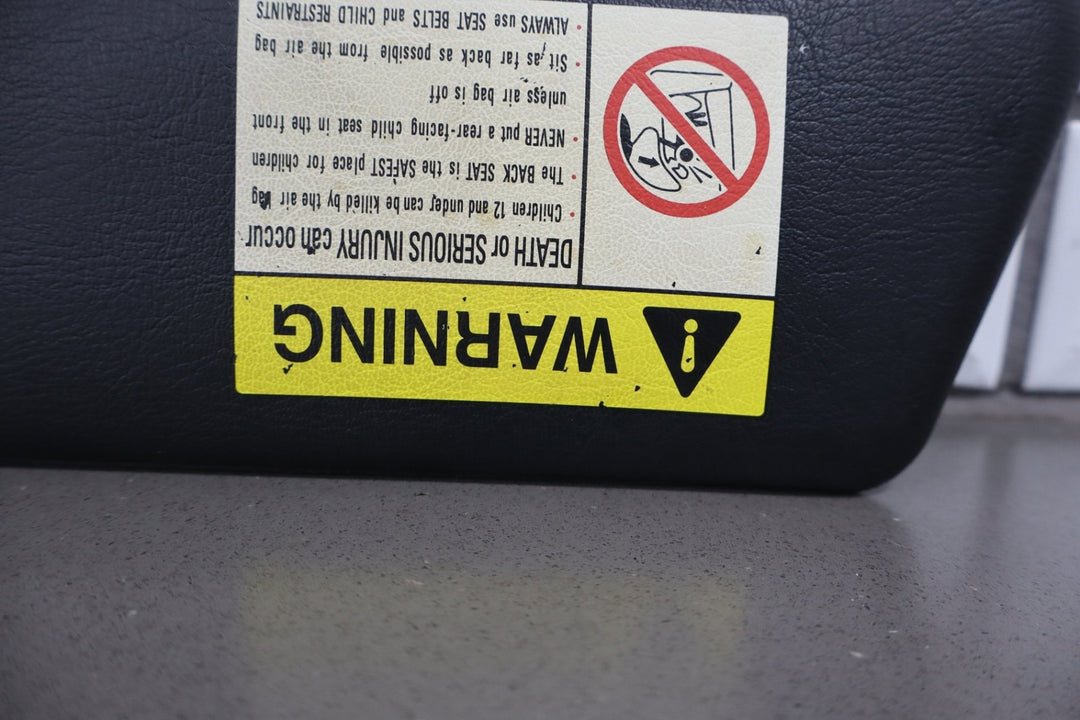 WARNING
DEATH or SERIOUS INJURY can occur
• Children 12 and under can be killed by the air bag
• The BACK SEAT is the SAFEST place for children
• NEVER put a rear-facing child seat in the front
unless air bag is off
• Sit as far back as possible from the air bag
• ALWAYS use SEAT BELTS and CHILD RESTRAINTS